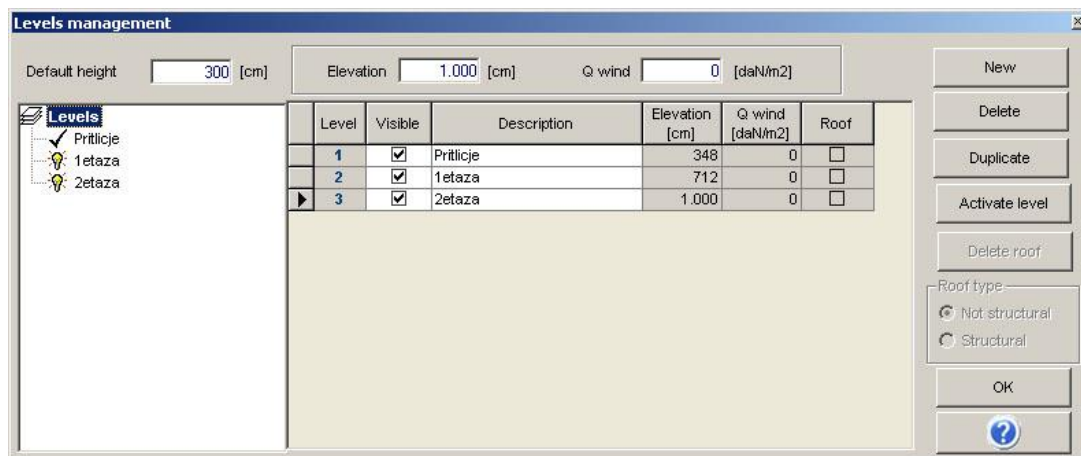 Levels management
Default height 300 [cm] Elevation 1.000 [cm] Q wind 0 [daN/m2] New
Levels
Pritlicje
1etaza
2etaza
Level Visible Description Elevation [cm] Q wind [daN/m2] Roof
1 Pritlicje 348 0
2 1etaza 712 0
3 2etaza 1.000 0
Delete
Duplicate
Activate level
Delete roof
Roof type
Not structural
Structural
OK
?